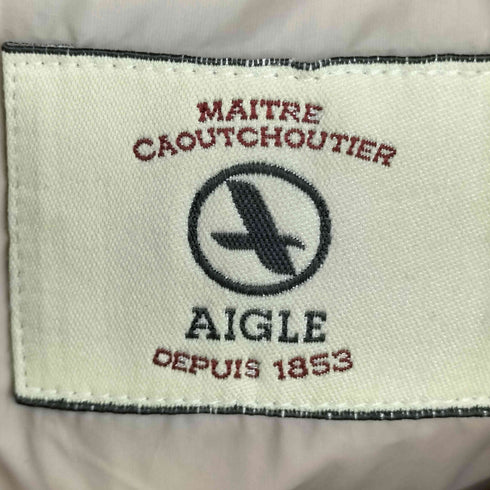 MAITRE
CAOUTCHOUTIER
AIGLE
DEPUIS 1853